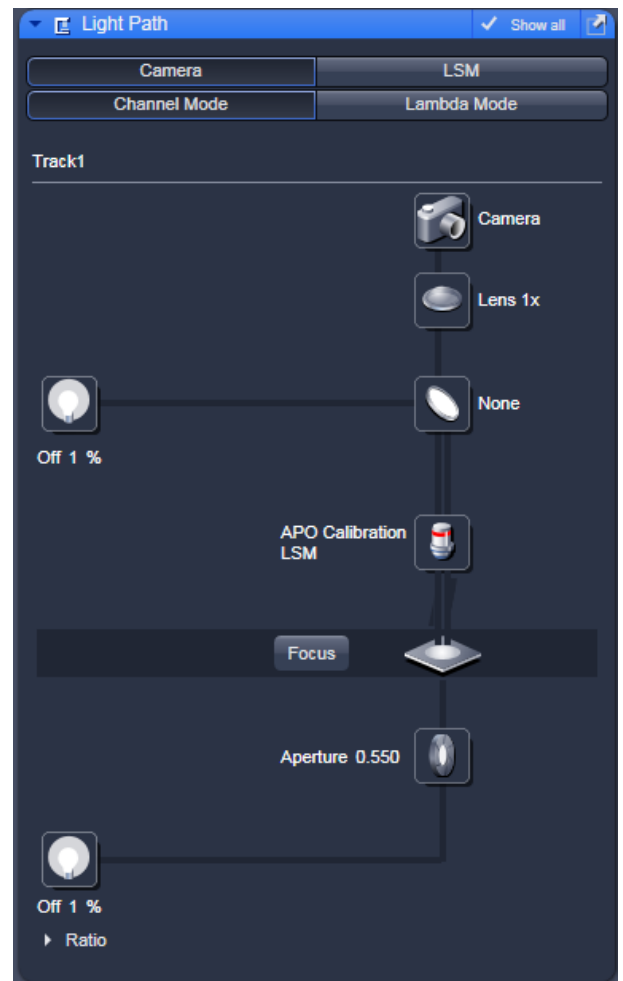 Light Path
Show all
Camera
LSM
Channel Mode
Lambda Mode
Track1
Camera
Lens 1x
None
Off 1 %
APO Calibration
LSM
Focus
Aperture 0.550
Off 1 %
Ratio